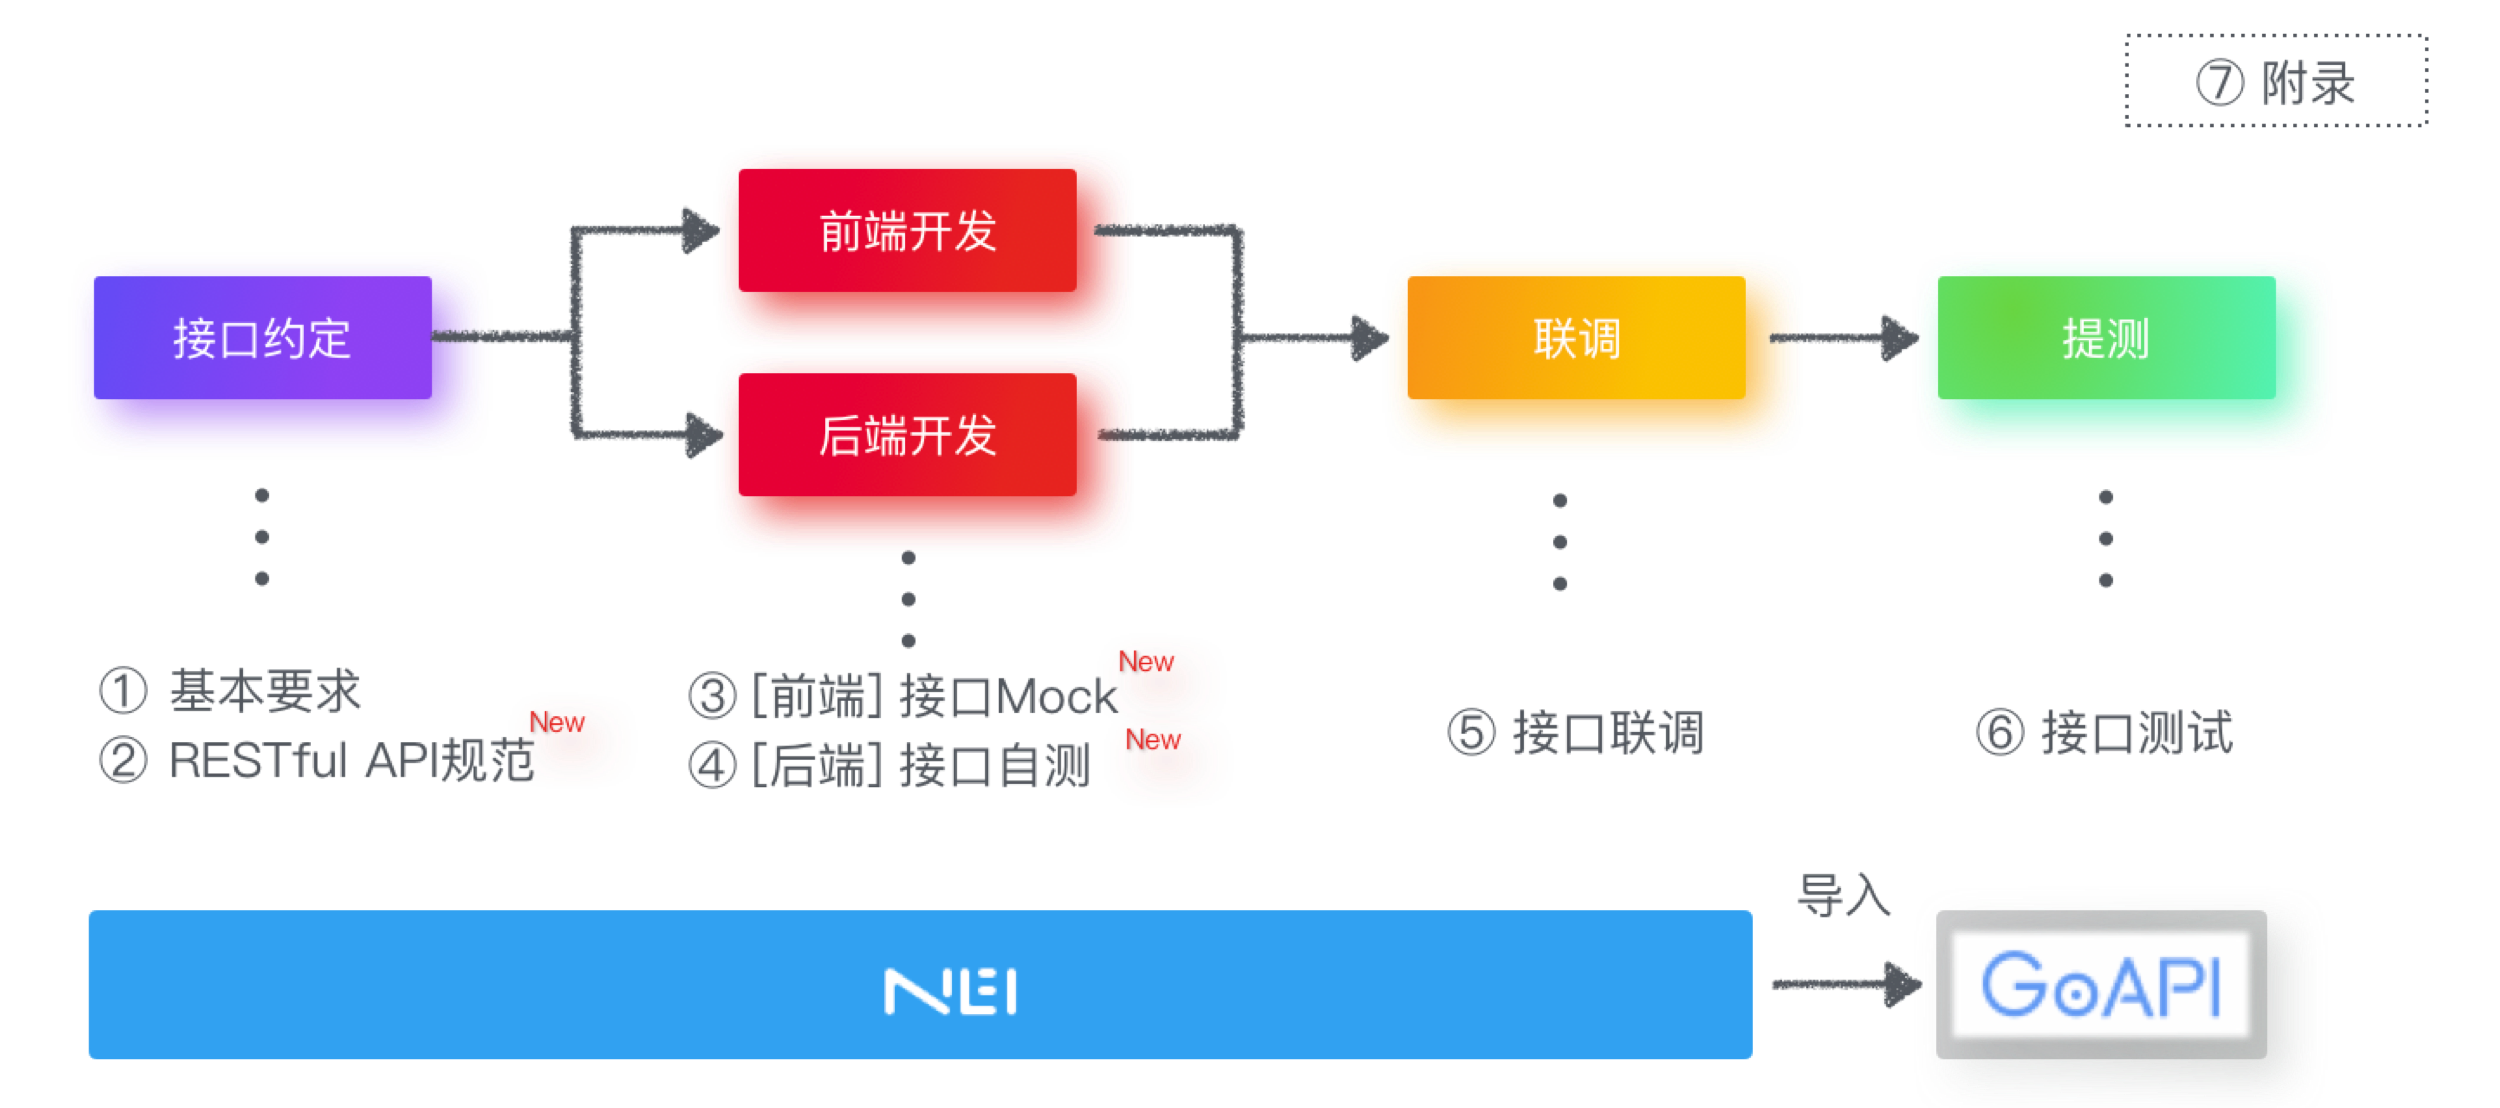 ⑦ 附录
前端开发
接口约定
联调
提测
后端开发
① 基本要求
② RESTful API规范 New
③ [前端] 接口Mock New
④ [后端] 接口自测 New
⑤ 接口联调
⑥ 接口测试
导入
NEI
GoAPI